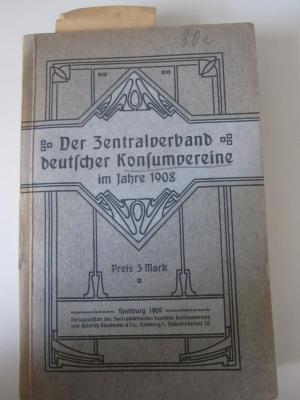 80e
Der Zentralverband
deutscher Konsumvereine
im Jahre 1908
Preis 3 Mark
Hamburg 1909
Verlagsanstalt des Zentralverbandes deutscher Konsumvereine
von Heinrich Kaufmann & Co., Hamburg 1,